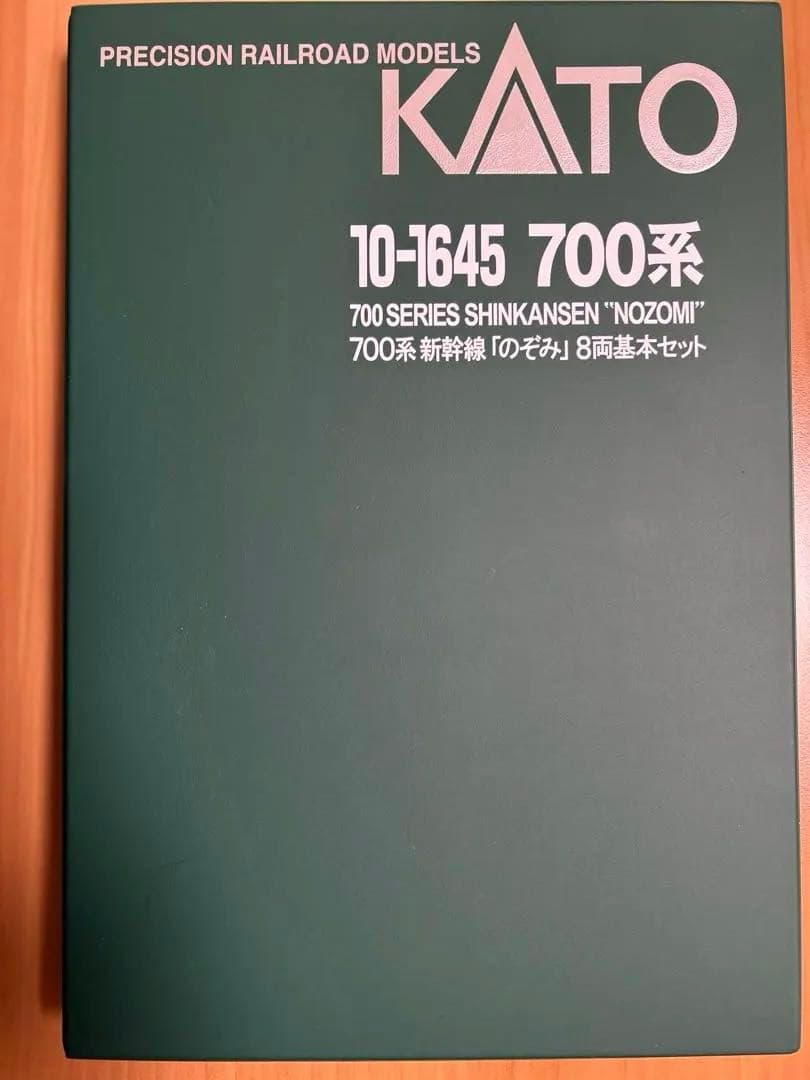 PRECISION RAILROAD MODELS
KATO
10-1645 700系
700 SERIES SHINKANSEN "NOZOMI"
700系 新幹線「のぞみ」 8両基本セット